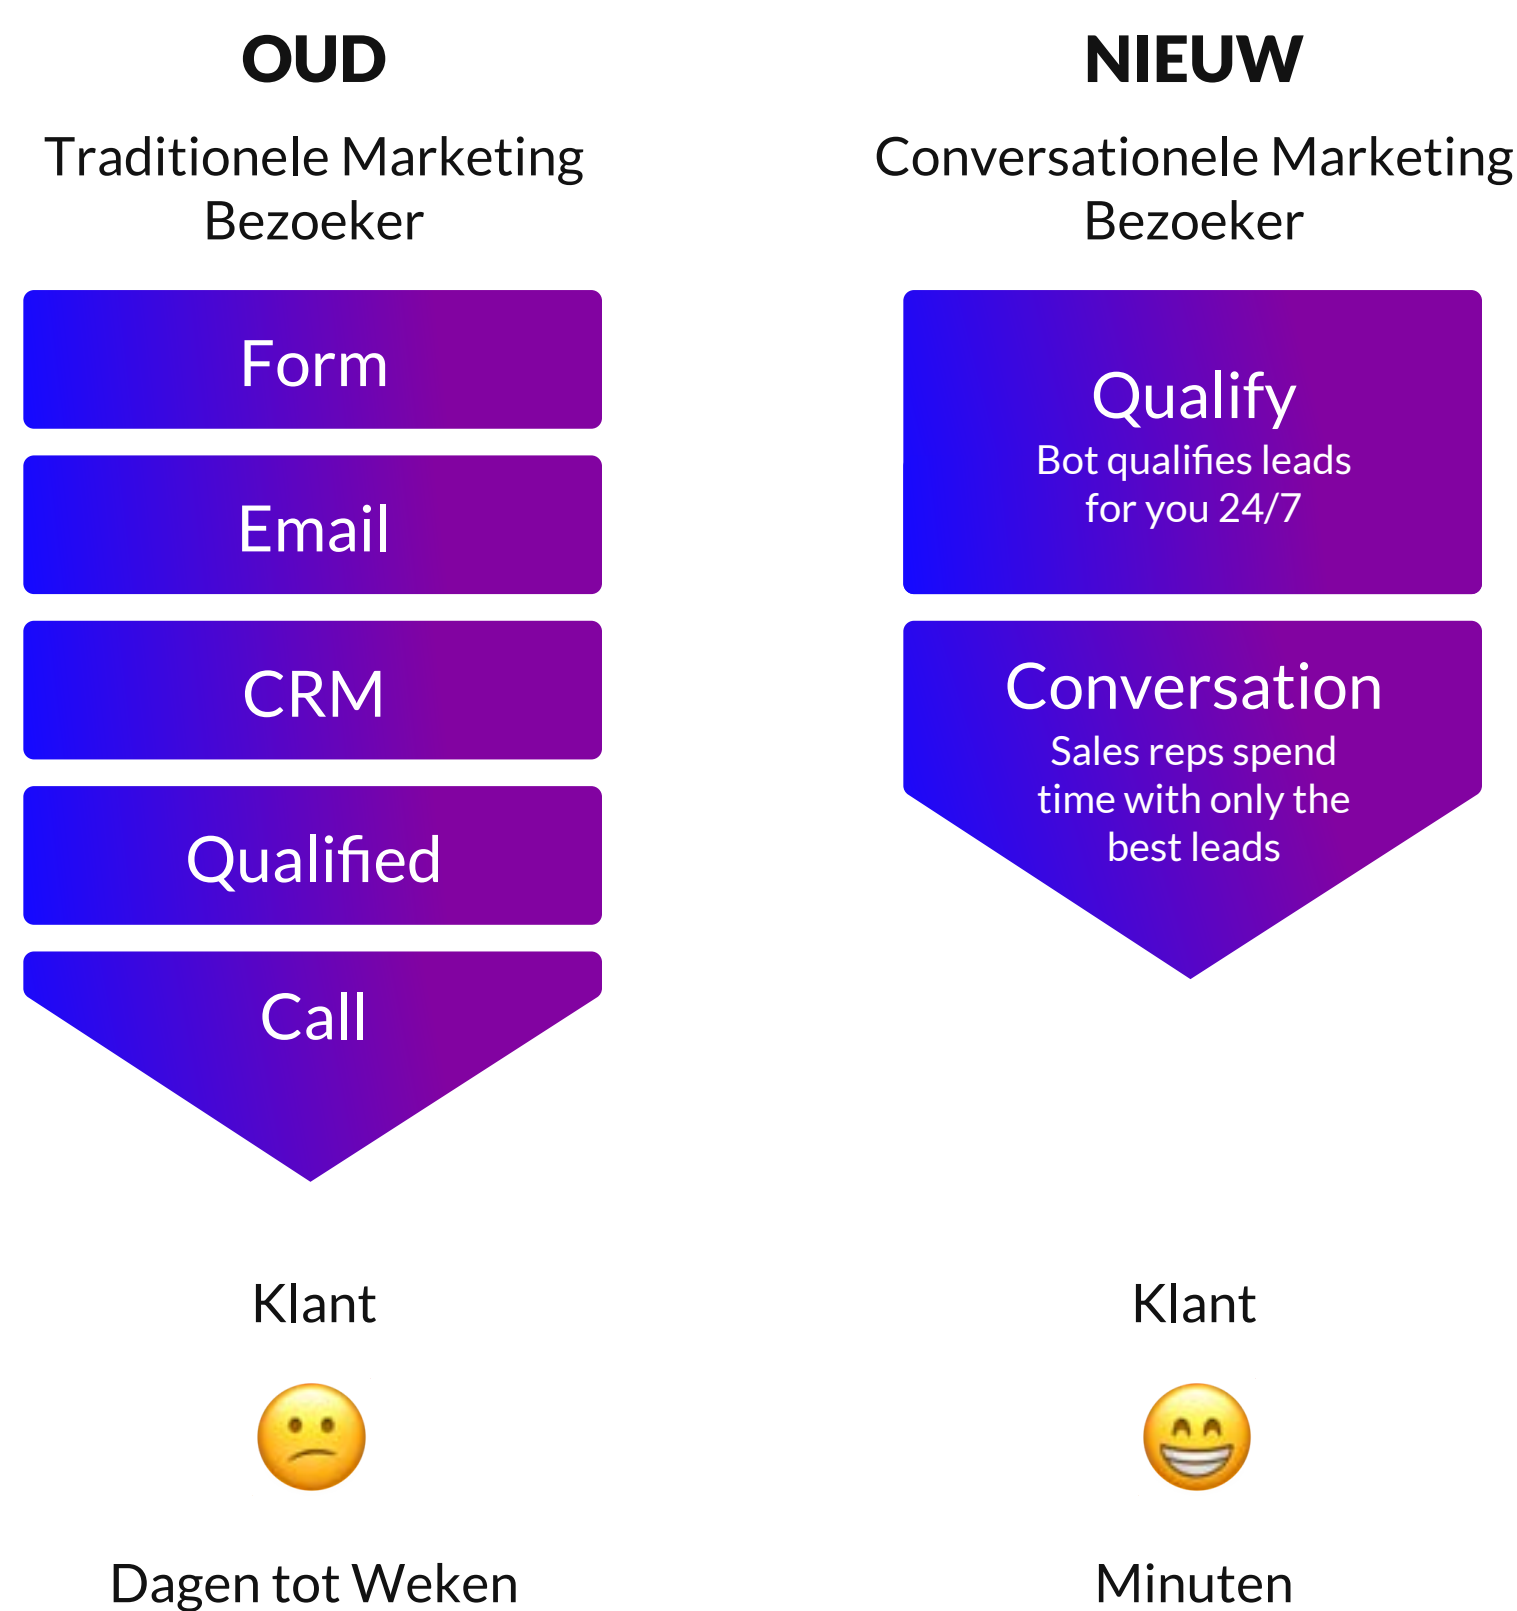 OUD
Traditionele Marketing
Bezoeker
Form
Email
CRM
Qualified
Call
Klant
Dagen tot Weken
NIEUW
Conversationele Marketing
Bezoeker
Qualify
Bot qualifies leads
for you 24/7
Conversation
Sales reps spend
time with only the
best leads
Klant
Minuten